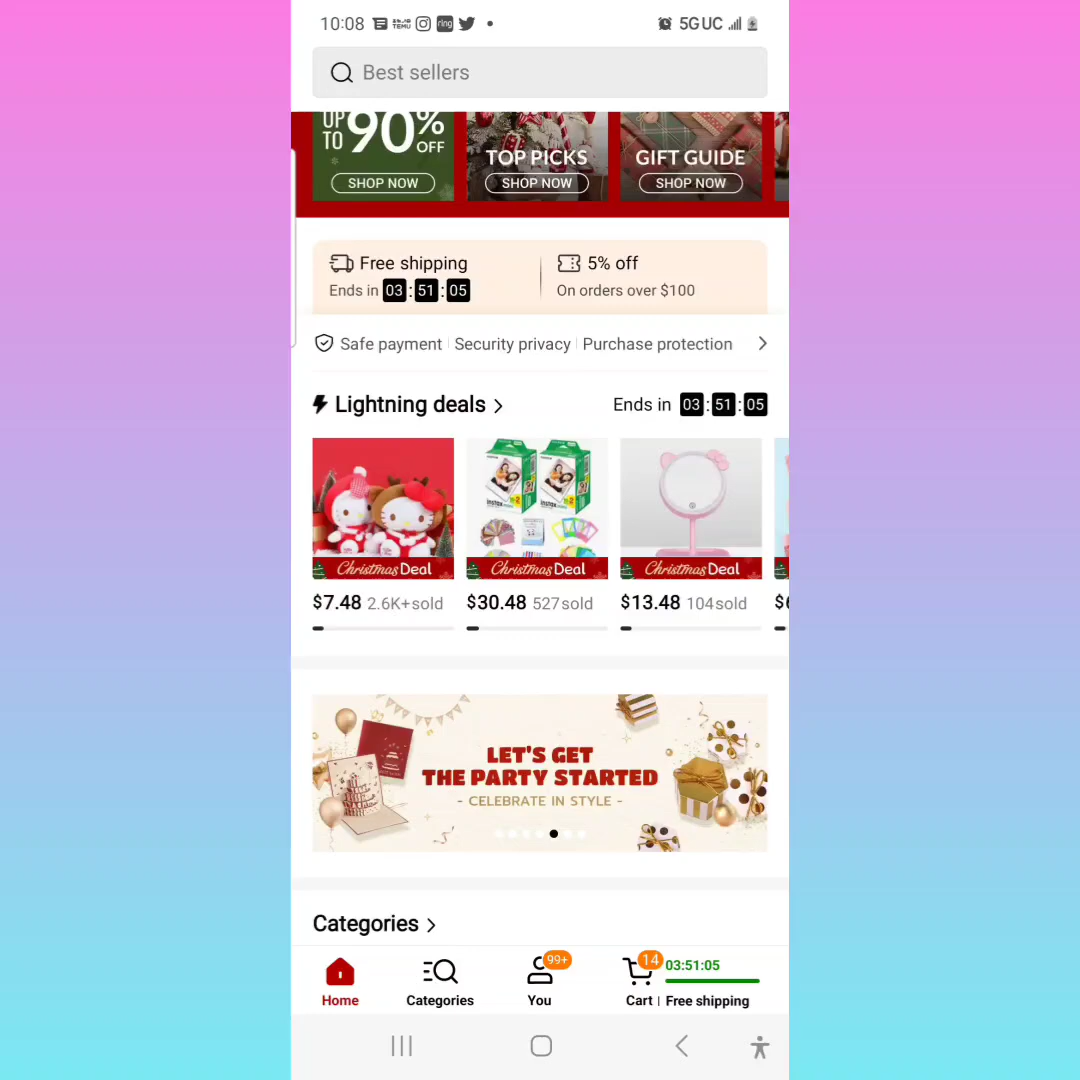 10:08 TEMU ring 5G UC
Best sellers
UP TO 90% OFF
SHOP NOW
TOP PICKS
SHOP NOW
GIFT GUIDE
SHOP NOW
Free shipping
Ends in 03:51:05
5% off
On orders over $100
Safe payment | Security privacy | Purchase protection
Lightning deals
Ends in 03:51:05
Christmas Deal
Christmas Deal
Christmas Deal
$7.48 2.6K+sold
$30.48 527sold
$13.48 104sold
LET'S GET
THE PARTY STARTED
- CELEBRATE IN STYLE -
Categories
99+
14
03:51:05
Home
Categories
You
Cart | Free shipping